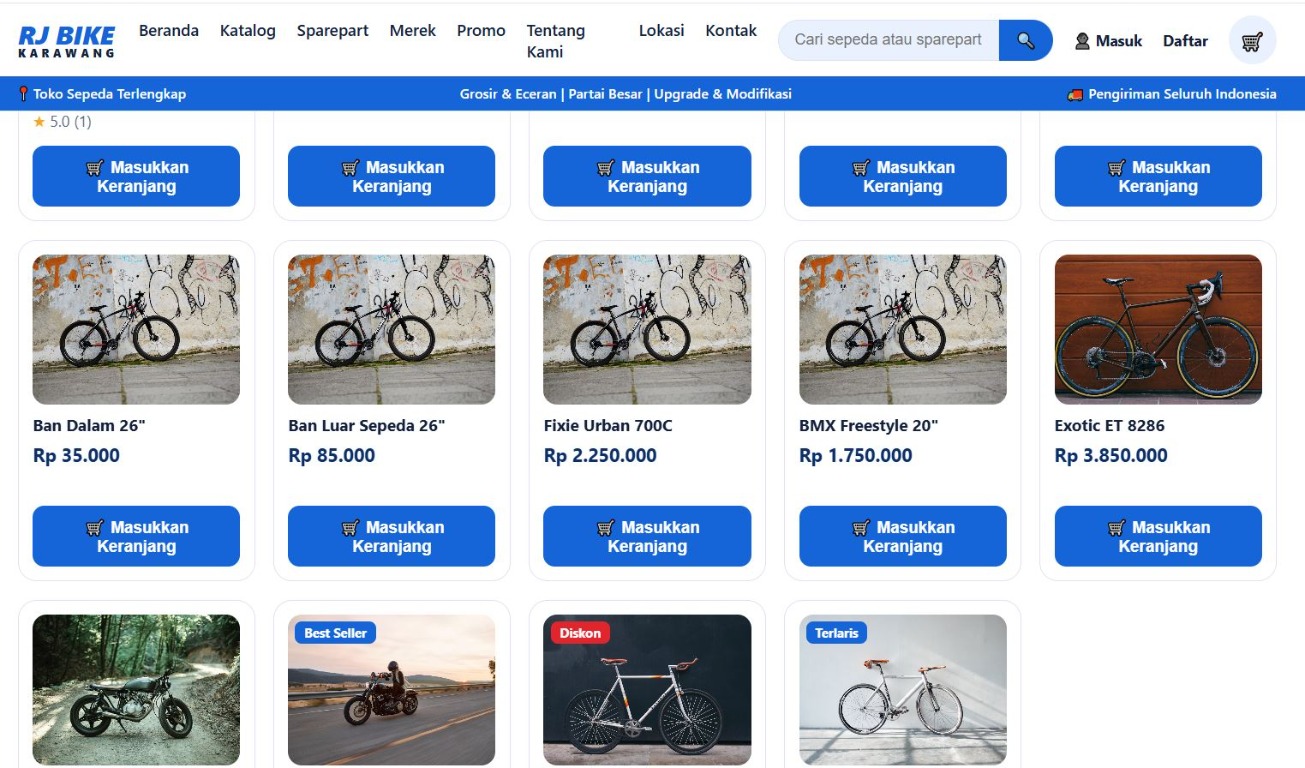 RJ BIKE
KARAWANG
Beranda
Katalog
Sparepart
Merek
Promo
Tentang
Kami
Lokasi
Kontak
Cari sepeda atau sparepart
Masuk
Daftar
Toko Sepeda Terlengkap
Grosir & Eceran | Partai Besar | Upgrade & Modifikasi
Pengiriman Seluruh Indonesia
★ 5.0 (1)
Masukkan
Keranjang
Masukkan
Keranjang
Masukkan
Keranjang
Masukkan
Keranjang
Masukkan
Keranjang
Ban Dalam 26"
Rp 35.000
Masukkan
Keranjang
Ban Luar Sepeda 26"
Rp 85.000
Masukkan
Keranjang
Fixie Urban 700C
Rp 2.250.000
Masukkan
Keranjang
BMX Freestyle 20"
Rp 1.750.000
Masukkan
Keranjang
Exotic ET 8286
Rp 3.850.000
Masukkan
Keranjang
Best Seller
Diskon
Terlaris